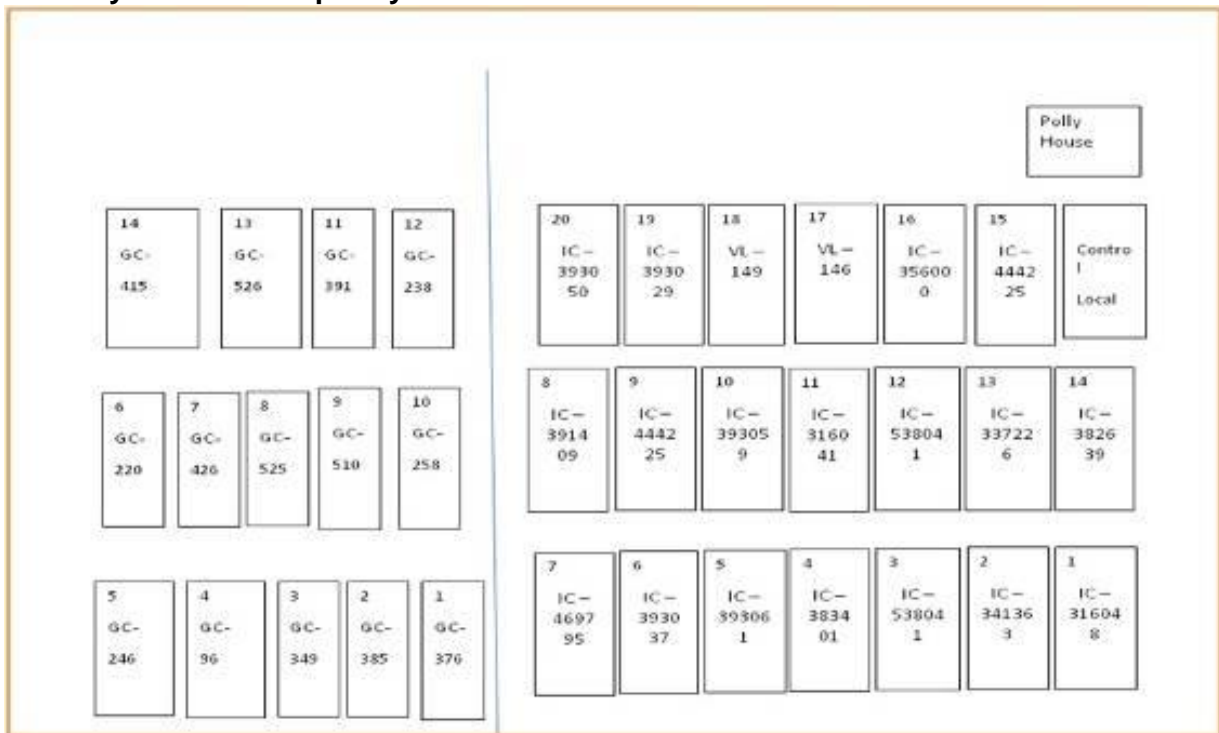 Polly
House
14
GC-
415
13
GC-
526
11
GC-
391
12
GC-
238
20
IC –
3930
50
19
IC –
3930
29
18
VL –
149
17
VL –
146
16
IC –
35600
0
15
IC –
4442
25
Contro
l
Local
6
GC-
220
7
GC-
426
8
GC-
525
9
GC-
510
10
GC-
258
8
IC –
3914
09
9
IC –
4442
25
10
IC –
39305
9
11
IC –
3160
41
12
IC –
53804
1
13
IC –
33722
6
14
IC –
3826
39
5
GC-
246
4
GC-
96
3
GC-
349
2
GC-
385
1
GC-
376
7
IC –
4697
95
6
IC –
3930
37
5
IC –
39306
1
4
IC –
3834
01
3
IC –
53804
1
2
IC –
34136
3
1
IC –
31604
8